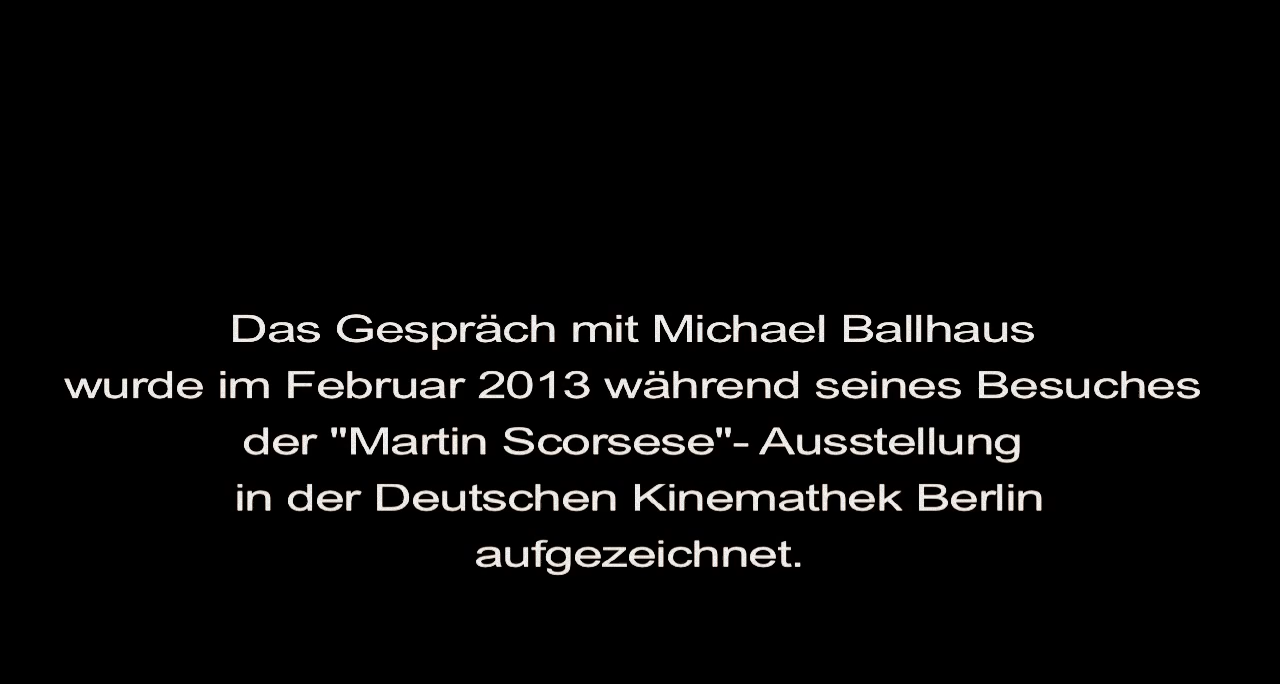 Das Gespräch mit Michael Ballhaus
wurde im Februar 2013 während seines Besuches
der "Martin Scorsese"- Ausstellung
in der Deutschen Kinemathek Berlin
aufgezeichnet.